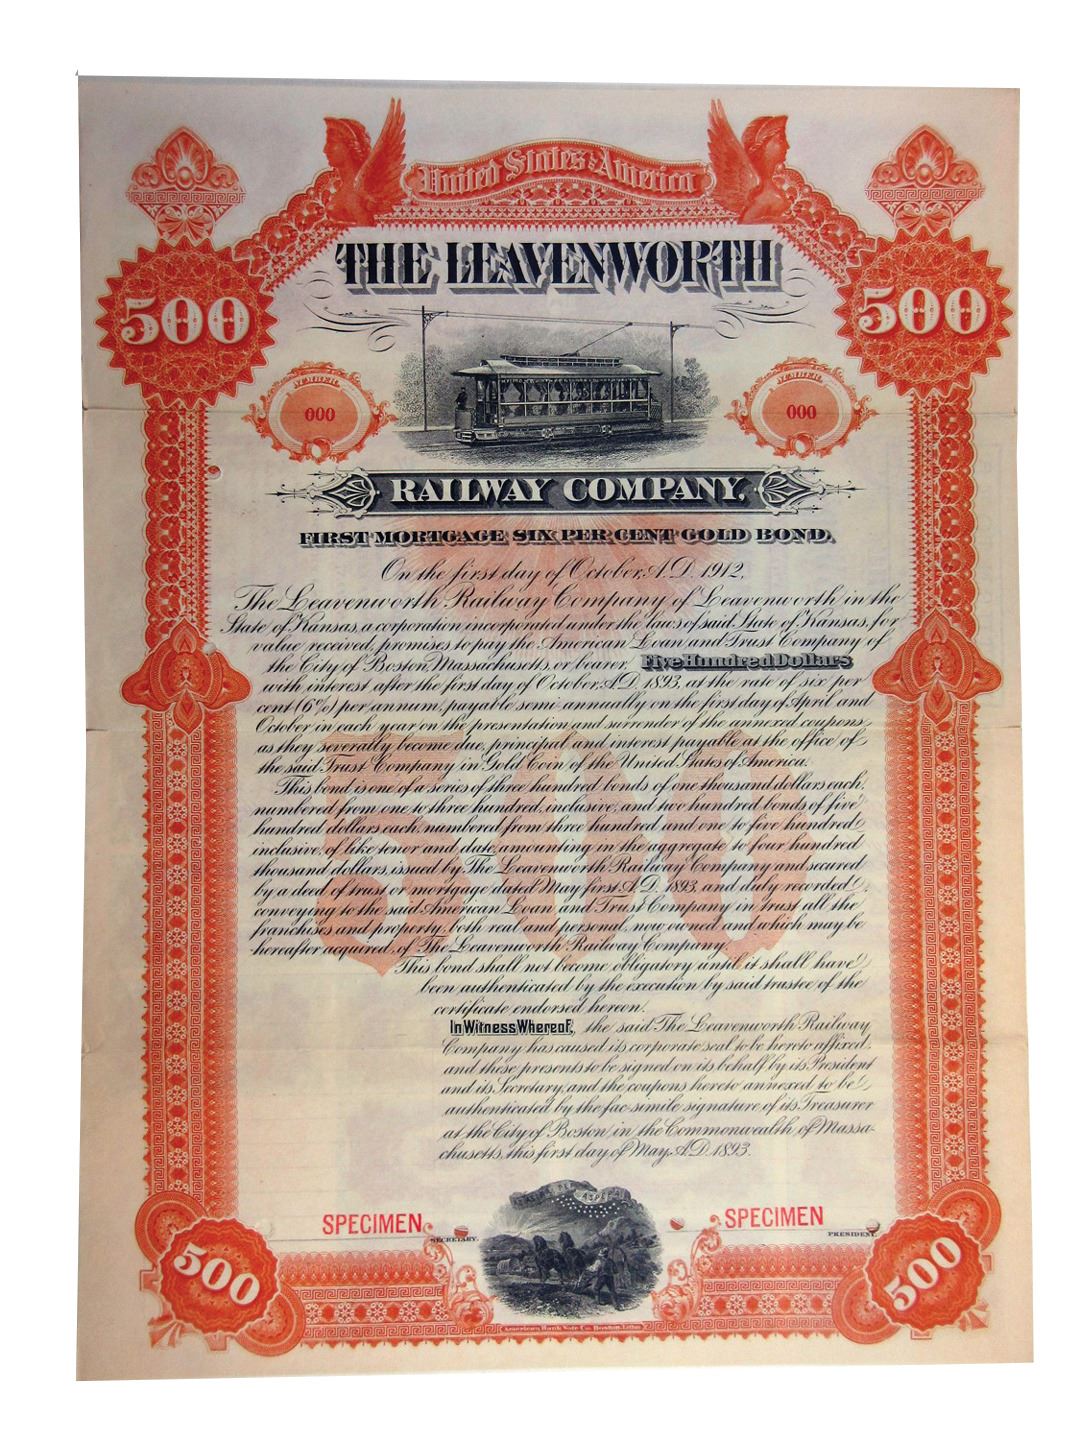 United States of America
THE LEAVENWORTH
500 500
NUMBER. NUMBER.
000 000
RAILWAY COMPANY.
FIRST MORTGAGE SIX PER CENT GOLD BOND.
On the first day of October, A.D. 1912,
The Leavenworth Railway Company, of Leavenworth in the
State of Kansas, a corporation incorporated under the laws of said State of Kansas, for
value received, promises to pay the American Loan and Trust Company of
the City of Boston, Massachusetts, or bearer, Five Hundred Dollars
with interest after the first day of October, A.D. 1893, at the rate of six per
cent (6%) per annum, payable semi-annually on the first day of April and
October in each year on the presentation and surrender of the annexed coupons
as they severally become due, principal and interest payable at the office of
the said Trust Company in Gold Coin of the United States of America.
This bond is one of a series of three hundred bonds of one thousand dollars each,
numbered from one to three hundred, inclusive, and two hundred bonds of five
hundred dollars each, numbered from three hundred and one to five hundred
inclusive, of like tenor and date, amounting in the aggregate to four hundred
thousand dollars, issued by The Leavenworth Railway Company and secured
by a deed of trust or mortgage dated May first A.D. 1893, and duly recorded,
conveying to the said American Loan and Trust Company in trust all the
franchises and property, both real and personal, now owned and which may be
hereafter acquired, of The Leavenworth Railway Company.
This bond shall not become obligatory until it shall have
been authenticated by the execution by said trustee of the
certificate endorsed hereon.
In Witness Whereof, the said The Leavenworth Railway
Company has caused its corporate seal to be hereto affixed,
and these presents to be signed on its behalf by its President
and its Secretary, and the coupons hereto annexed to be
authenticated by the fac-simile signature of its Treasurer
at the City of Boston in the Commonwealth of Massa-
chusetts, this first day of May, A.D. 1893.
ASPERA
SPECIMEN SPECIMEN
SECRETARY. PRESIDENT.
500 500
American Bank Note Co. Boston. Litho.
500